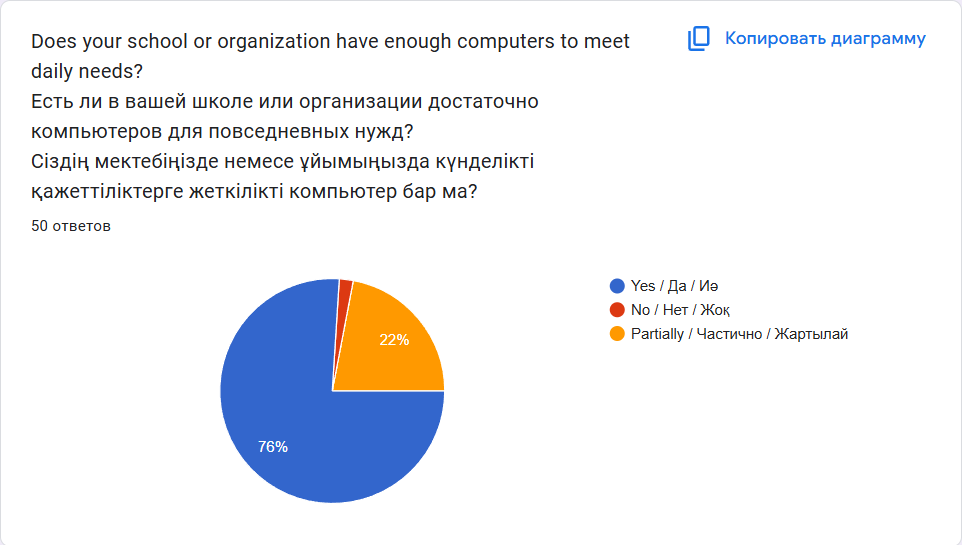 Does your school or organization have enough computers to meet
daily needs?
Есть ли в вашей школе или организации достаточно
компьютеров для повседневных нужд?
Сіздің мектебіңізде немесе ұйымыңызда күнделікті
қажеттіліктерге жеткілікті компьютер бар ма?
Копировать диаграмму
50 ответов
Yes / Да / Иә
No / Нет / Жоқ
Partially / Частично / Жартылай
22%
76%